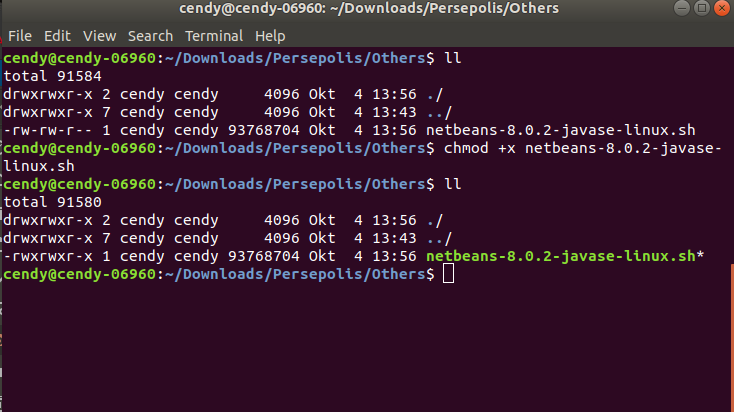 cendy@cendy-06960: ~/Downloads/Persepolis/Others
File Edit View Search Terminal Help
cendy@cendy-06960:~/Downloads/Persepolis/Others$ ll
total 91584
drwxrwxr-x 2 cendy cendy     4096 Okt  4 13:56 ./
drwxrwxr-x 7 cendy cendy     4096 Okt  4 13:43 ../
-rw-rw-r-- 1 cendy cendy 93768704 Okt  4 13:56 netbeans-8.0.2-javase-linux.sh
cendy@cendy-06960:~/Downloads/Persepolis/Others$ chmod +x netbeans-8.0.2-javase-
linux.sh
cendy@cendy-06960:~/Downloads/Persepolis/Others$ ll
total 91580
drwxrwxr-x 2 cendy cendy     4096 Okt  4 13:56 ./
drwxrwxr-x 7 cendy cendy     4096 Okt  4 13:43 ../
-rwxrwxr-x 1 cendy cendy 93768704 Okt  4 13:56 netbeans-8.0.2-javase-linux.sh*
cendy@cendy-06960:~/Downloads/Persepolis/Others$